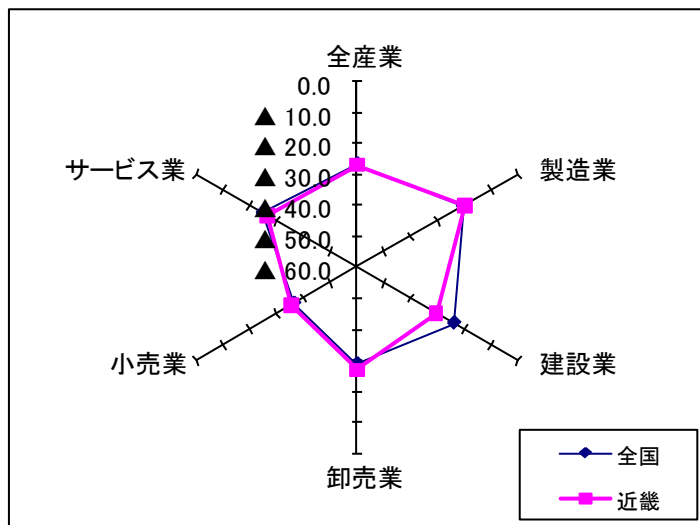 全産業
0.0
▲ 10.0
▲ 20.0
▲ 30.0
▲ 40.0
▲ 50.0
▲ 60.0
サービス業
製造業
小売業
建設業
卸売業
全国
近畿